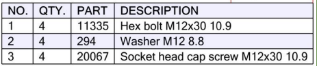 NO. QTY. PART DESCRIPTION
1 4 11335 Hex bolt M12x30 10.9
2 4 294 Washer M12 8.8
3 4 20067 Socket head cap screw M12x30 10.9